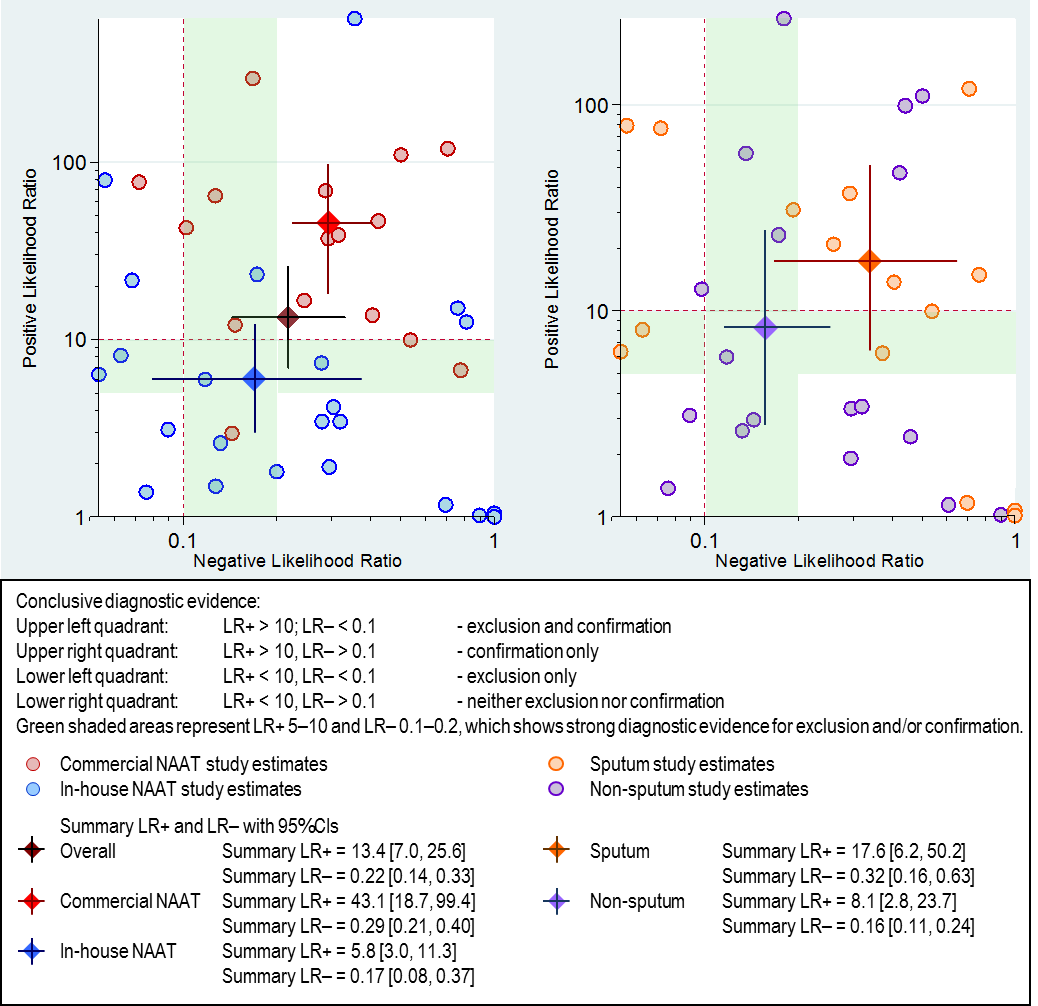 Positive Likelihood Ratio
100
10
1
0.1
1
Negative Likelihood Ratio
Positive Likelihood Ratio
100
10
1
0.1
1
Negative Likelihood Ratio
Conclusive diagnostic evidence:
Upper left quadrant: LR+ > 10; LR– < 0.1 - exclusion and confirmation
Upper right quadrant: LR+ > 10, LR– > 0.1 - confirmation only
Lower left quadrant: LR+ < 10, LR– < 0.1 - exclusion only
Lower right quadrant: LR+ < 10, LR– > 0.1 - neither exclusion nor confirmation
Green shaded areas represent LR+ 5–10 and LR– 0.1–0.2, which shows strong diagnostic evidence for exclusion and/or confirmation.
Commercial NAAT study estimates
In-house NAAT study estimates
Sputum study estimates
Non-sputum study estimates
Summary LR+ and LR– with 95%CIs
Overall Summary LR+ = 13.4 [7.0, 25.6]
Summary LR– = 0.22 [0.14, 0.33]
Commercial NAAT Summary LR+ = 43.1 [18.7, 99.4]
Summary LR– = 0.29 [0.21, 0.40]
In-house NAAT Summary LR+ = 5.8 [3.0, 11.3]
Summary LR– = 0.17 [0.08, 0.37]
Sputum Summary LR+ = 17.6 [6.2, 50.2]
Summary LR– = 0.32 [0.16, 0.63]
Non-sputum Summary LR+ = 8.1 [2.8, 23.7]
Summary LR– = 0.16 [0.11, 0.24]